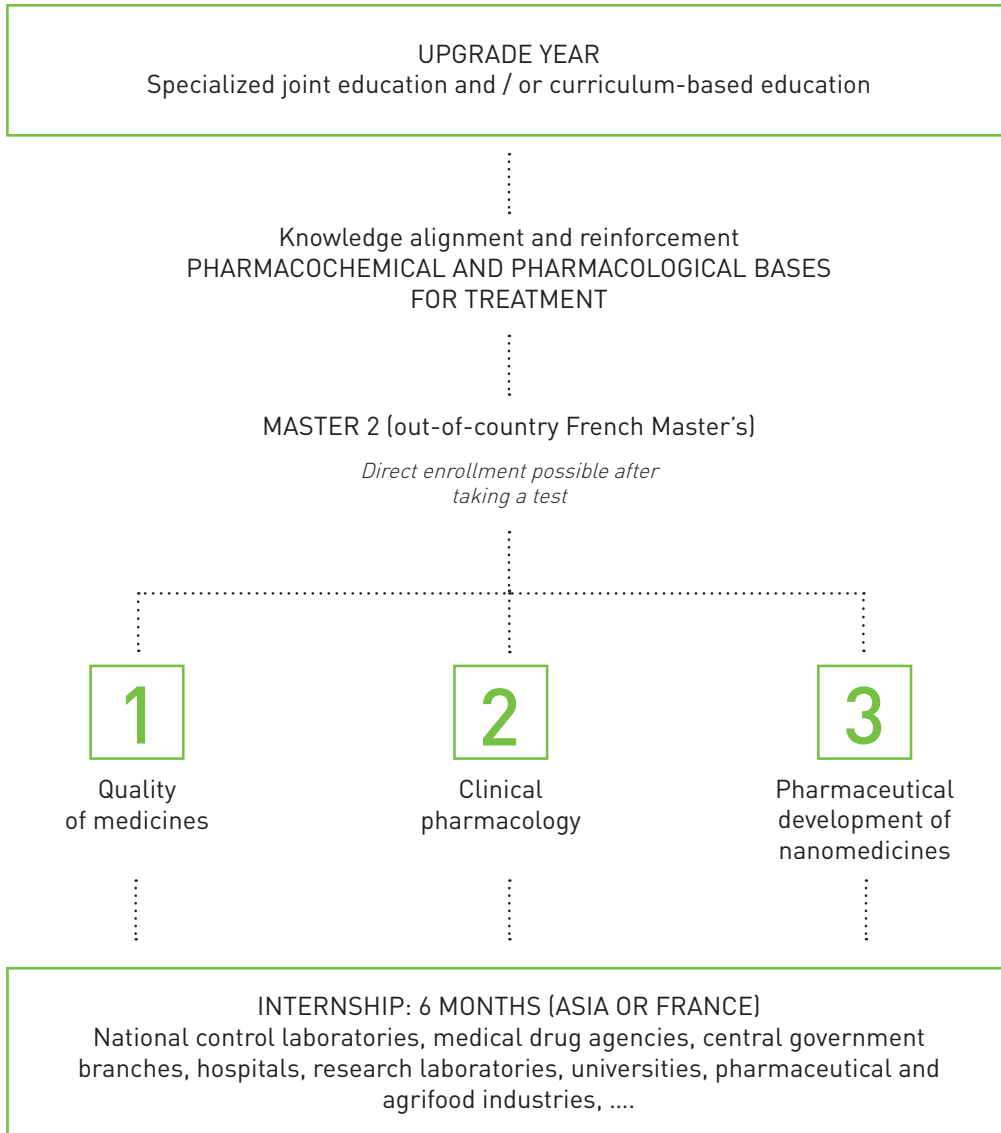 UPGRADE YEAR
Specialized joint education and / or curriculum-based education
Knowledge alignment and reinforcement
PHARMACOCHEMICAL AND PHARMACOLOGICAL BASES
FOR TREATMENT
MASTER 2 (out-of-country French Master's)
Direct enrollment possible after
taking a test
1
Quality
of medicines
2
Clinical
pharmacology
3
Pharmaceutical
development of
nanomedicines
INTERNSHIP: 6 MONTHS (ASIA OR FRANCE)
National control laboratories, medical drug agencies, central government
branches, hospitals, research laboratories, universities, pharmaceutical and
agrifood industries, ....